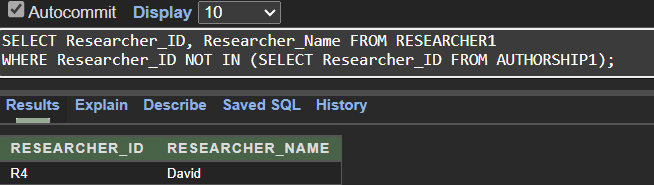 Autocommit Display 10
SELECT Researcher_ID, Researcher_Name FROM RESEARCHER1
WHERE Researcher_ID NOT IN (SELECT Researcher_ID FROM AUTHORSHIP1);
Results Explain Describe Saved SQL History
RESEARCHER_ID RESEARCHER_NAME
R4 David